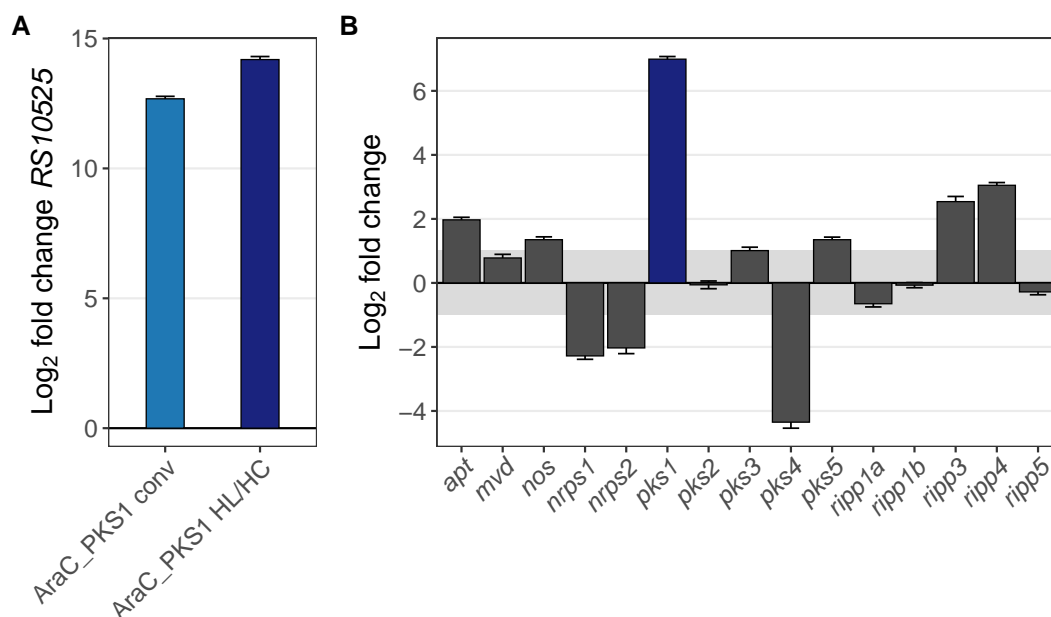 A
Log₂ fold change RS10525
15
10
5
0
AraC_PKS1 conv
AraC_PKS1 HL/HC
B
Log₂ fold change
6
4
2
0
−2
−4
apt
mvd
nos
nrps1
nrps2
pks1
pks2
pks3
pks4
pks5
ripp1a
ripp1b
ripp3
ripp4
ripp5